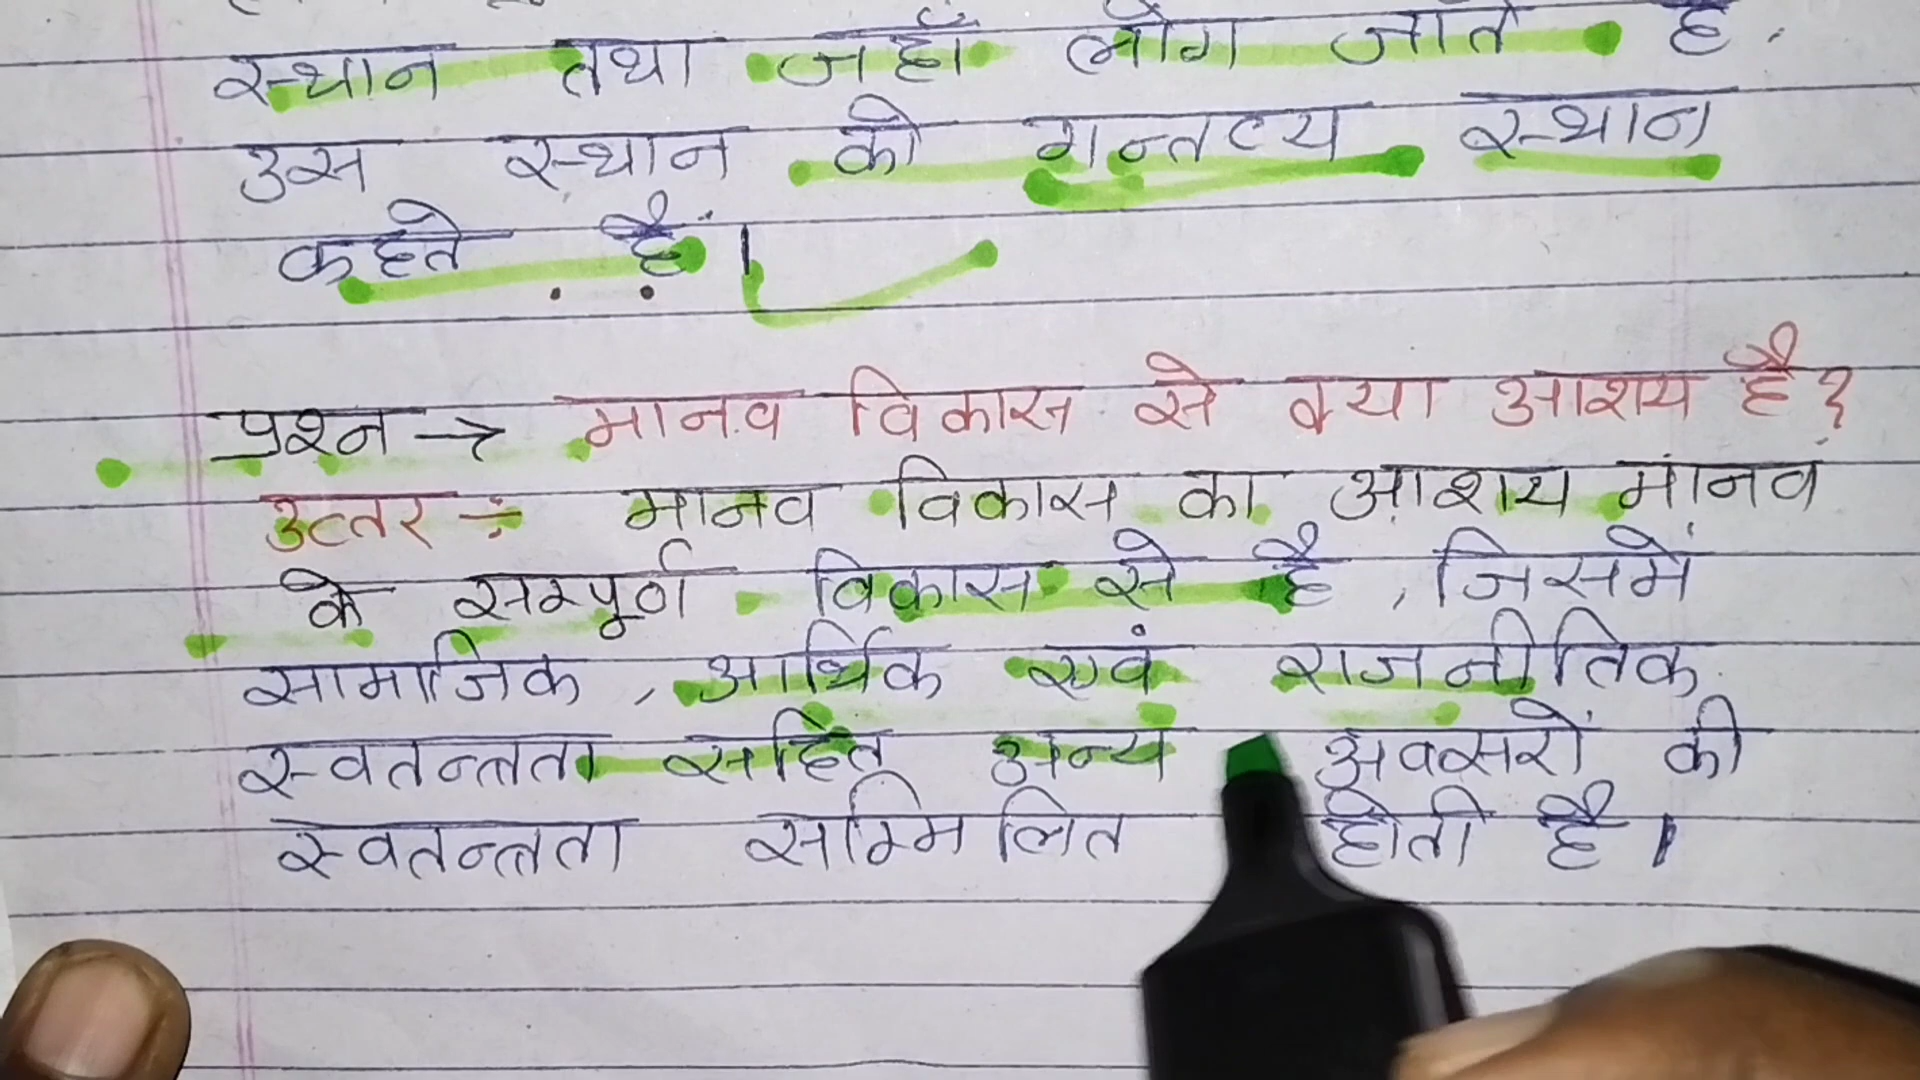 स्थान तथा जहाँ लोग जाते है.
उस स्थान को गन्तव्य स्थान
कहते है।
प्रश्न → मानव विकास से क्या आशय है?
उत्तर ÷ मानव विकास का आशय मानव
के सम्पूर्ण विकास से है, जिसमें
सामाजिक, आर्थिक एवं राजनीतिक
स्वतन्त्रता सहित अन्य अवसरों की
स्वतन्त्रता सम्मिलित होती है।